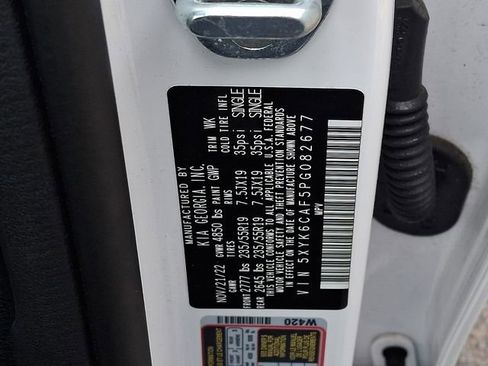 MANUFACTURED BY
KIA GEORGIA, INC.
NOV/21/22 GVWR 4850 lbs PAINT GWP TRIM WK
GAWR TIRES RIMS COLD TIRE INFL
FRONT 2777 lbs 235/55R19 7.5JX19 35psi SINGLE
REAR 2645 lbs 235/55R19 7.5JX19 35psi SINGLE
THIS VEHICLE CONFORMS TO ALL APPLICABLE U.S.A. FEDERAL
MOTOR VEHICLE SAFETY AND THEFT PREVENTION STANDARDS
IN EFFECT ON THE DATE OF MANUFACTURE SHOWN ABOVE
VIN 5XYK6CAF5PG082677
MPV
W420
INFORMATION